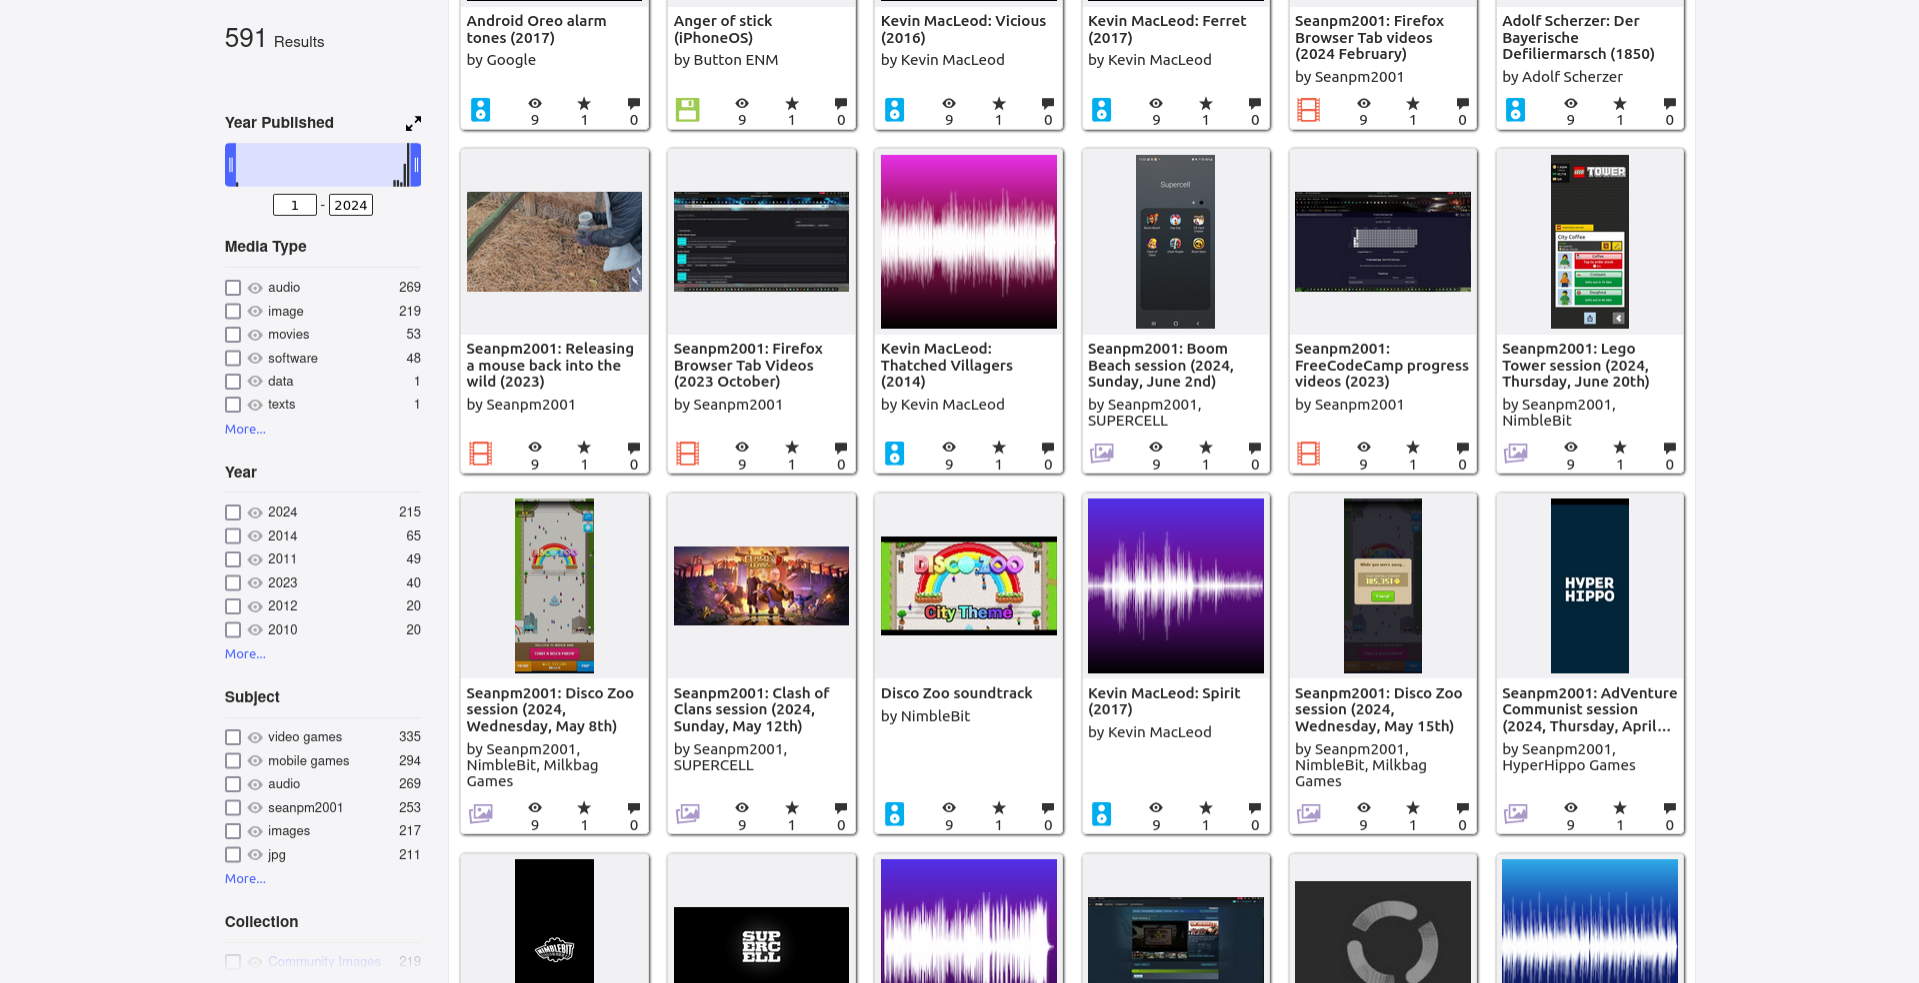 591 Results
Year Published
1 - 2024
Media Type
audio 269
image 219
movies 53
software 48
data 1
texts 1
More...
Year
2024 215
2014 65
2011 49
2023 40
2012 20
2010 20
More...
Subject
video games 335
mobile games 294
audio 269
seanpm2001 253
images 217
jpg 211
More...
Collection
Community Images 219
Android Oreo alarm
tones (2017)
by Google
9 1 0
Anger of stick
(iPhoneOS)
by Button ENM
9 1 0
Kevin MacLeod: Vicious
(2016)
by Kevin MacLeod
9 1 0
Kevin MacLeod: Ferret
(2017)
by Kevin MacLeod
9 1 0
Seanpm2001: Firefox
Browser Tab videos
(2024 February)
by Seanpm2001
9 1 0
Adolf Scherzer: Der
Bayerische
Defiliermarsch (1850)
by Adolf Scherzer
9 1 0
Seanpm2001: Releasing
a mouse back into the
wild (2023)
by Seanpm2001
9 1 0
Seanpm2001: Firefox
Browser Tab Videos
(2023 October)
by Seanpm2001
9 1 0
Kevin MacLeod:
Thatched Villagers
(2014)
by Kevin MacLeod
9 1 0
Supercell
Seanpm2001: Boom
Beach session (2024,
Sunday, June 2nd)
by Seanpm2001,
SUPERCELL
9 1 0
Seanpm2001:
FreeCodeCamp progress
videos (2023)
by Seanpm2001
9 1 0
LEGO TOWER
City Coffee
Coffee
Seanpm2001: Lego
Tower session (2024,
Thursday, June 20th)
by Seanpm2001,
NimbleBit
9 1 0
DISCO ZOO
Seanpm2001: Disco Zoo
session (2024,
Wednesday, May 8th)
by Seanpm2001,
NimbleBit, Milkbag
Games
9 1 0
CLASH OF CLANS
Seanpm2001: Clash of
Clans session (2024,
Sunday, May 12th)
by Seanpm2001,
SUPERCELL
9 1 0
DISCO ZOO
City Theme
Disco Zoo soundtrack
by NimbleBit
9 1 0
Kevin MacLeod: Spirit
(2017)
by Kevin MacLeod
9 1 0
While you were away...
185,351
Seanpm2001: Disco Zoo
session (2024,
Wednesday, May 15th)
by Seanpm2001,
NimbleBit, Milkbag
Games
9 1 0
HYPER
HIPPO
Seanpm2001: AdVenture
Communist session
(2024, Thursday, April...
by Seanpm2001,
HyperHippo Games
9 1 0
NIMBLEBIT
SUP
ERC
ELL